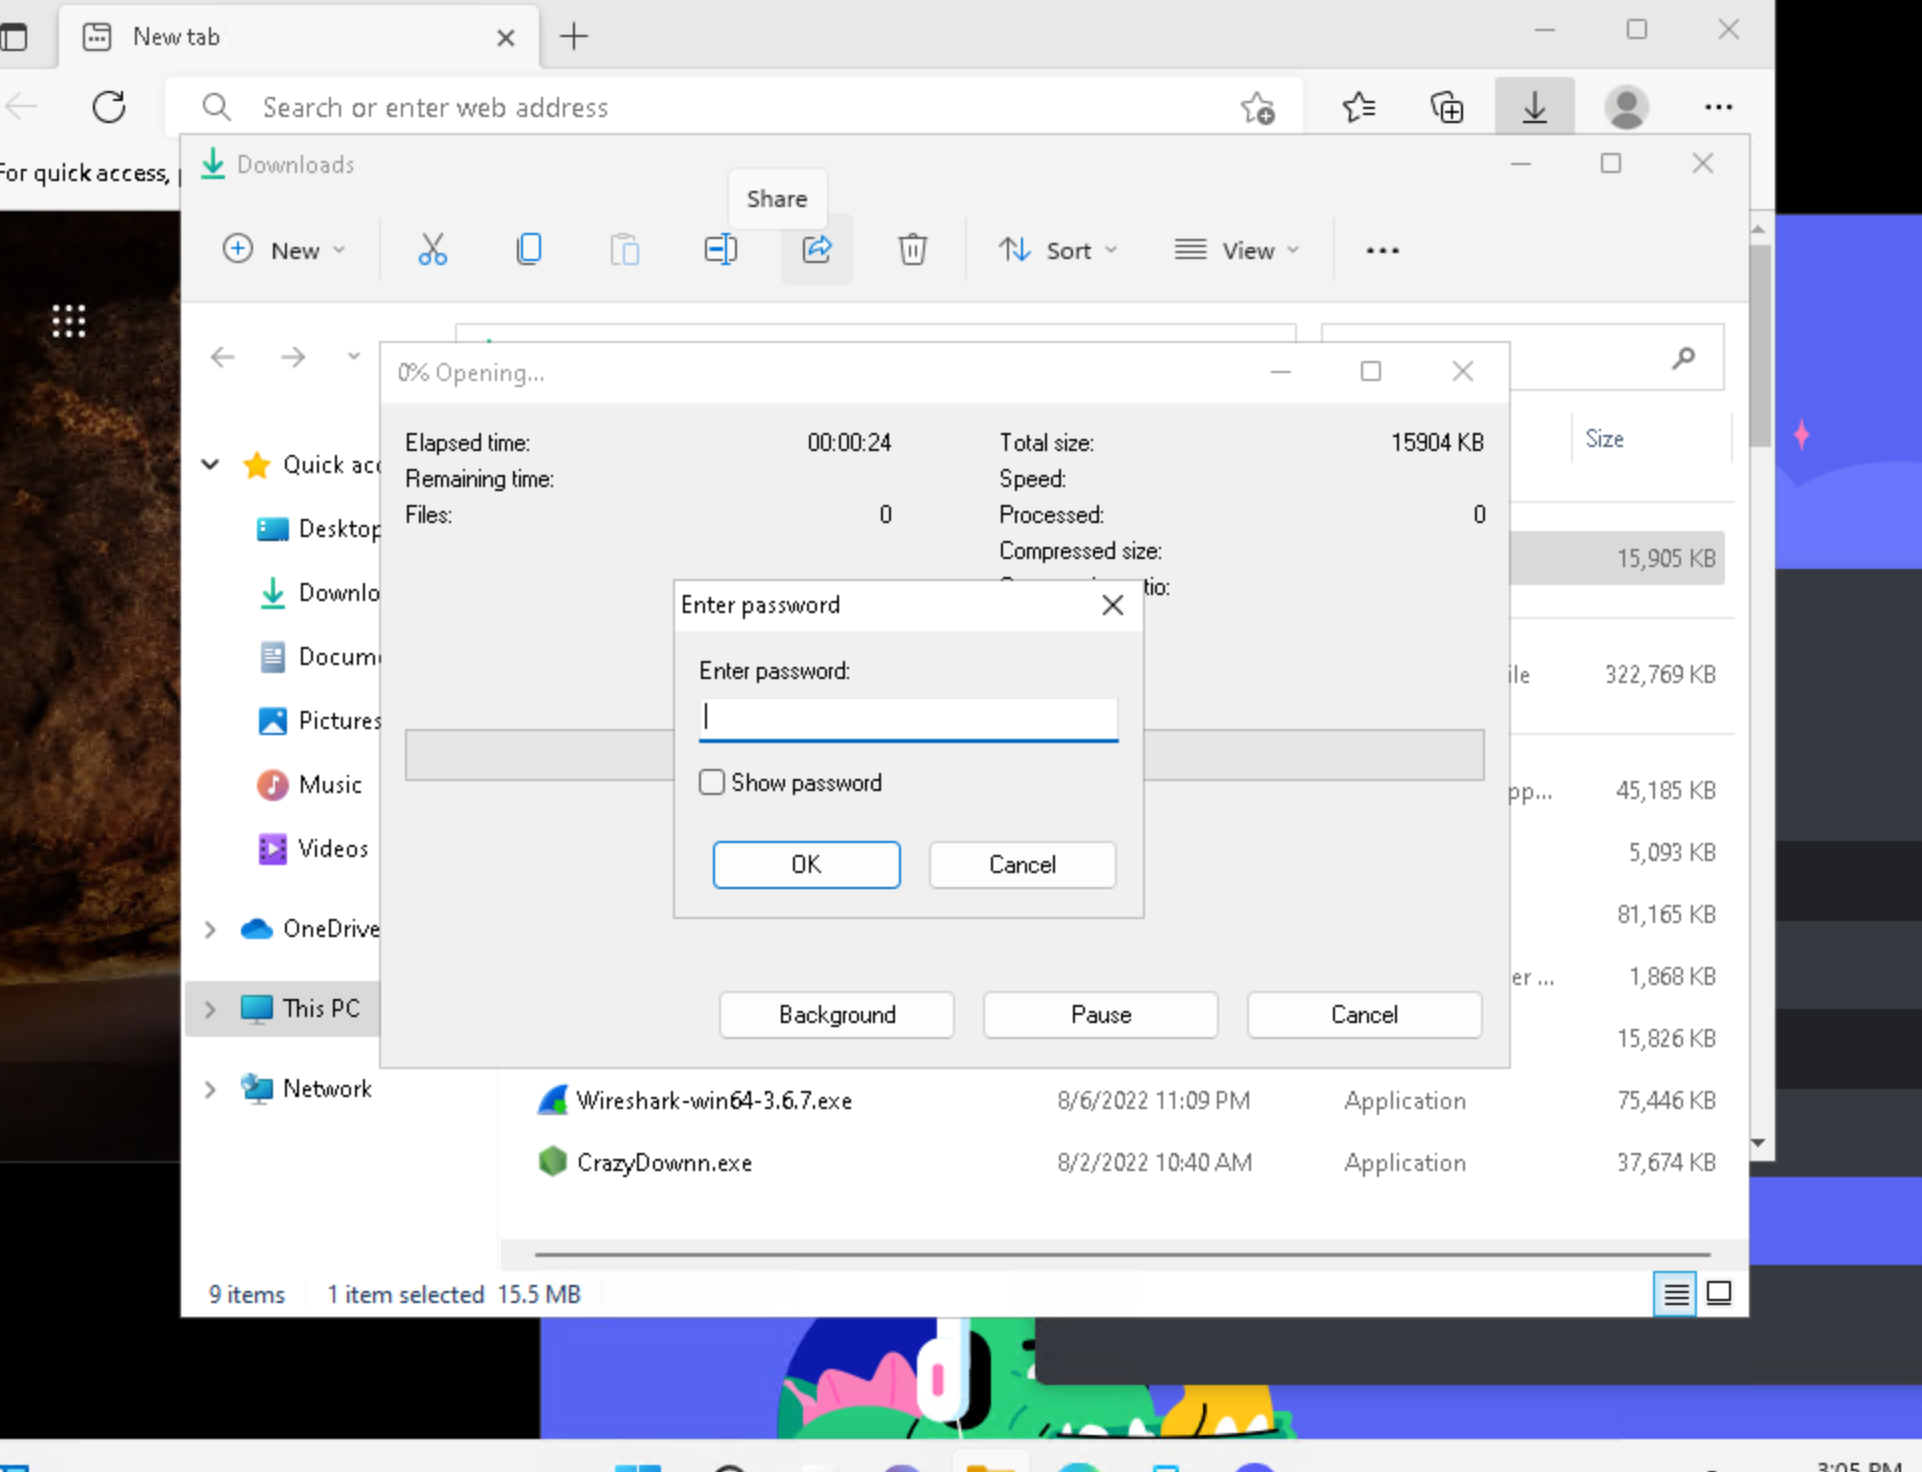 New tab
Search or enter web address
For quick access,
Downloads
Share
New
Sort
View
0% Opening...
Elapsed time:
00:00:24
Total size:
15904 KB
Size
Remaining time:
Speed:
Files:
0
Processed:
0
Compressed size:
tio:
Quick acc
Desktop
Downlo
Docum
Pictures
Music
Videos
OneDrive
This PC
Network
15,905 KB
ile
322,769 KB
pp...
45,185 KB
5,093 KB
81,165 KB
er ...
1,868 KB
15,826 KB
Enter password
Enter password:
Show password
OK
Cancel
Background
Pause
Cancel
Wireshark-win64-3.6.7.exe
8/6/2022 11:09 PM
Application
75,446 KB
CrazyDownn.exe
8/2/2022 10:40 AM
Application
37,674 KB
9 items
1 item selected 15.5 MB
3:05 PM